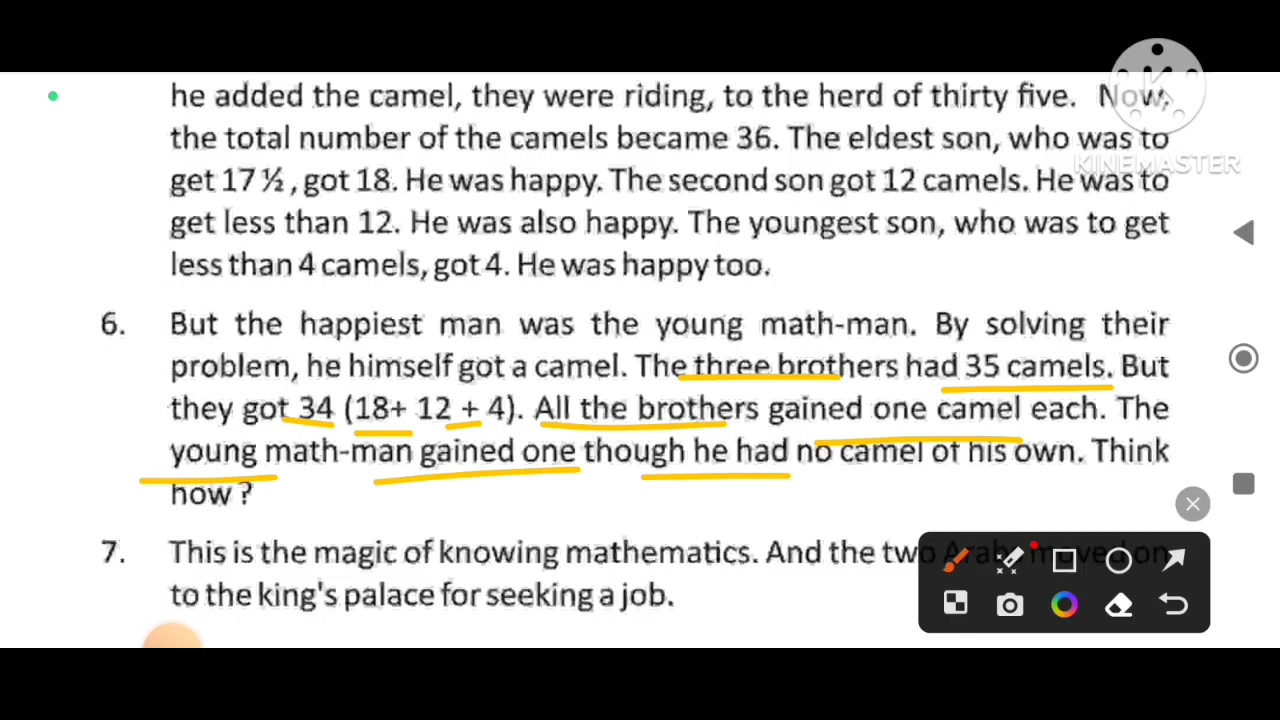 he added the camel, they were riding, to the herd of thirty five. Now,
the total number of the camels became 36. The eldest son, who was to
KINEMASTER
get 17 ½ , got 18. He was happy. The second son got 12 camels. He was to
get less than 12. He was also happy. The youngest son, who was to get
less than 4 camels, got 4. He was happy too.
6. But the happiest man was the young math-man. By solving their
problem, he himself got a camel. The three brothers had 35 camels. But
they got 34 (18+ 12 + 4). All the brothers gained one camel each. The
young math-man gained one though he had no camel of his own. Think
how ?
7. This is the magic of knowing mathematics. And the two Arabs moved on
to the king's palace for seeking a job.